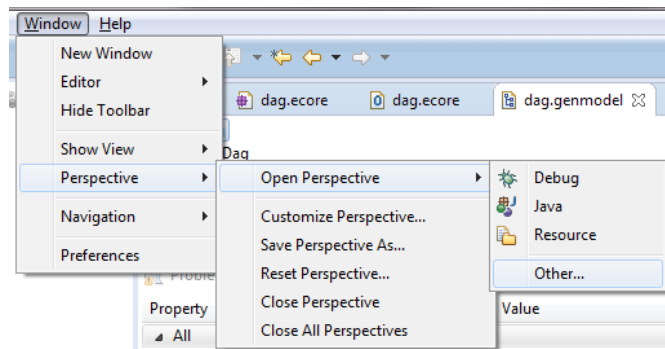 Window Help
New Window
Editor
Hide Toolbar
dag.ecore dag.ecore dag.genmodel
Show View
Dag
Perspective
Open Perspective
Debug
Java
Navigation
Customize Perspective...
Resource
Save Perspective As...
Preferences
Reset Perspective...
Other...
Property
Close Perspective
Value
All
Close All Perspectives